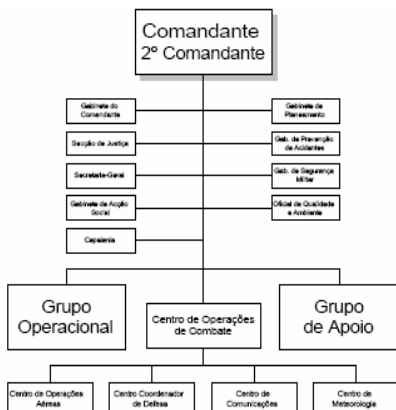 Comandante
2º Comandante
Gabinete do
Comandante
Gabinete de
Planeamento
Secção de Justiça
Gab. de Prevenção
de Acidentes
Secretaria-Geral
Gab. de Segurança
Militar
Gabinete de Acção
Social
Oficial de Qualidade
e Ambiente
Capelania
Grupo
Operacional
Centro de Operações
de Combate
Grupo
de Apoio
Centro de Operações
Aéreas
Centro Coordenador
de Defesa
Centro de
Comunicações
Centro de
Meteorologia